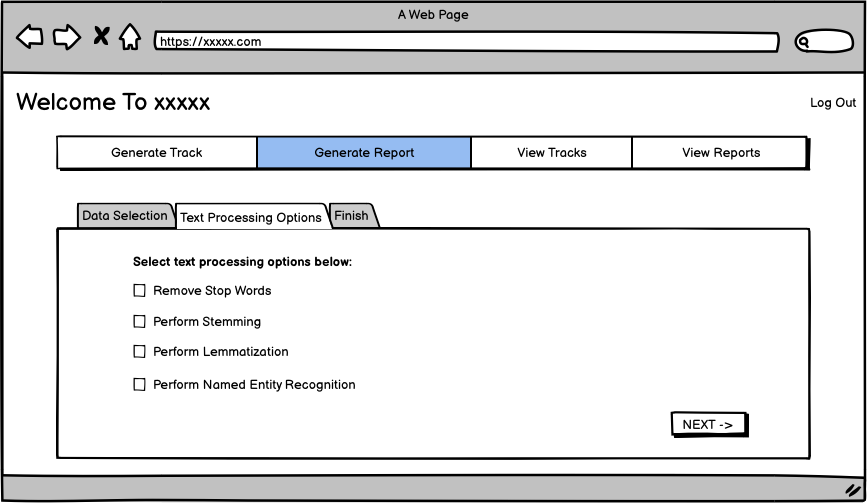 A Web Page
https://xxxxx.com
Welcome To xxxxx
Log Out
Generate Track Generate Report View Tracks View Reports
Data Selection Text Processing Options Finish
Select text processing options below:
Remove Stop Words
Perform Stemming
Perform Lemmatization
Perform Named Entity Recognition
NEXT ->